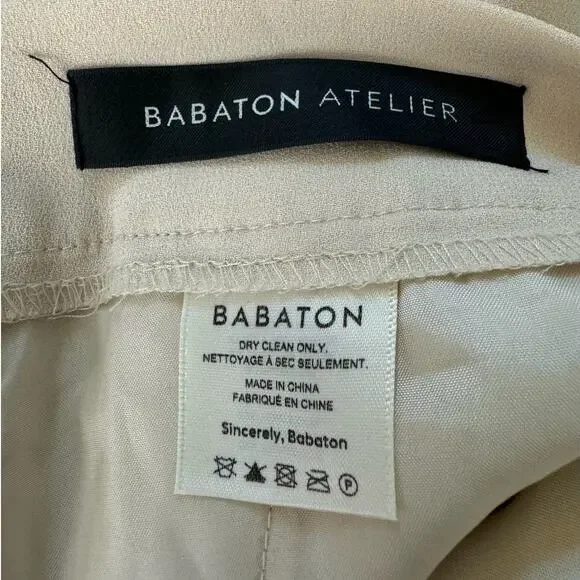 BABATON ATELIER
BABATON
DRY CLEAN ONLY.
NETTOYAGE À SEC SEULEMENT.
MADE IN CHINA
FABRIQUÉ EN CHINE
Sincerely, Babaton
P